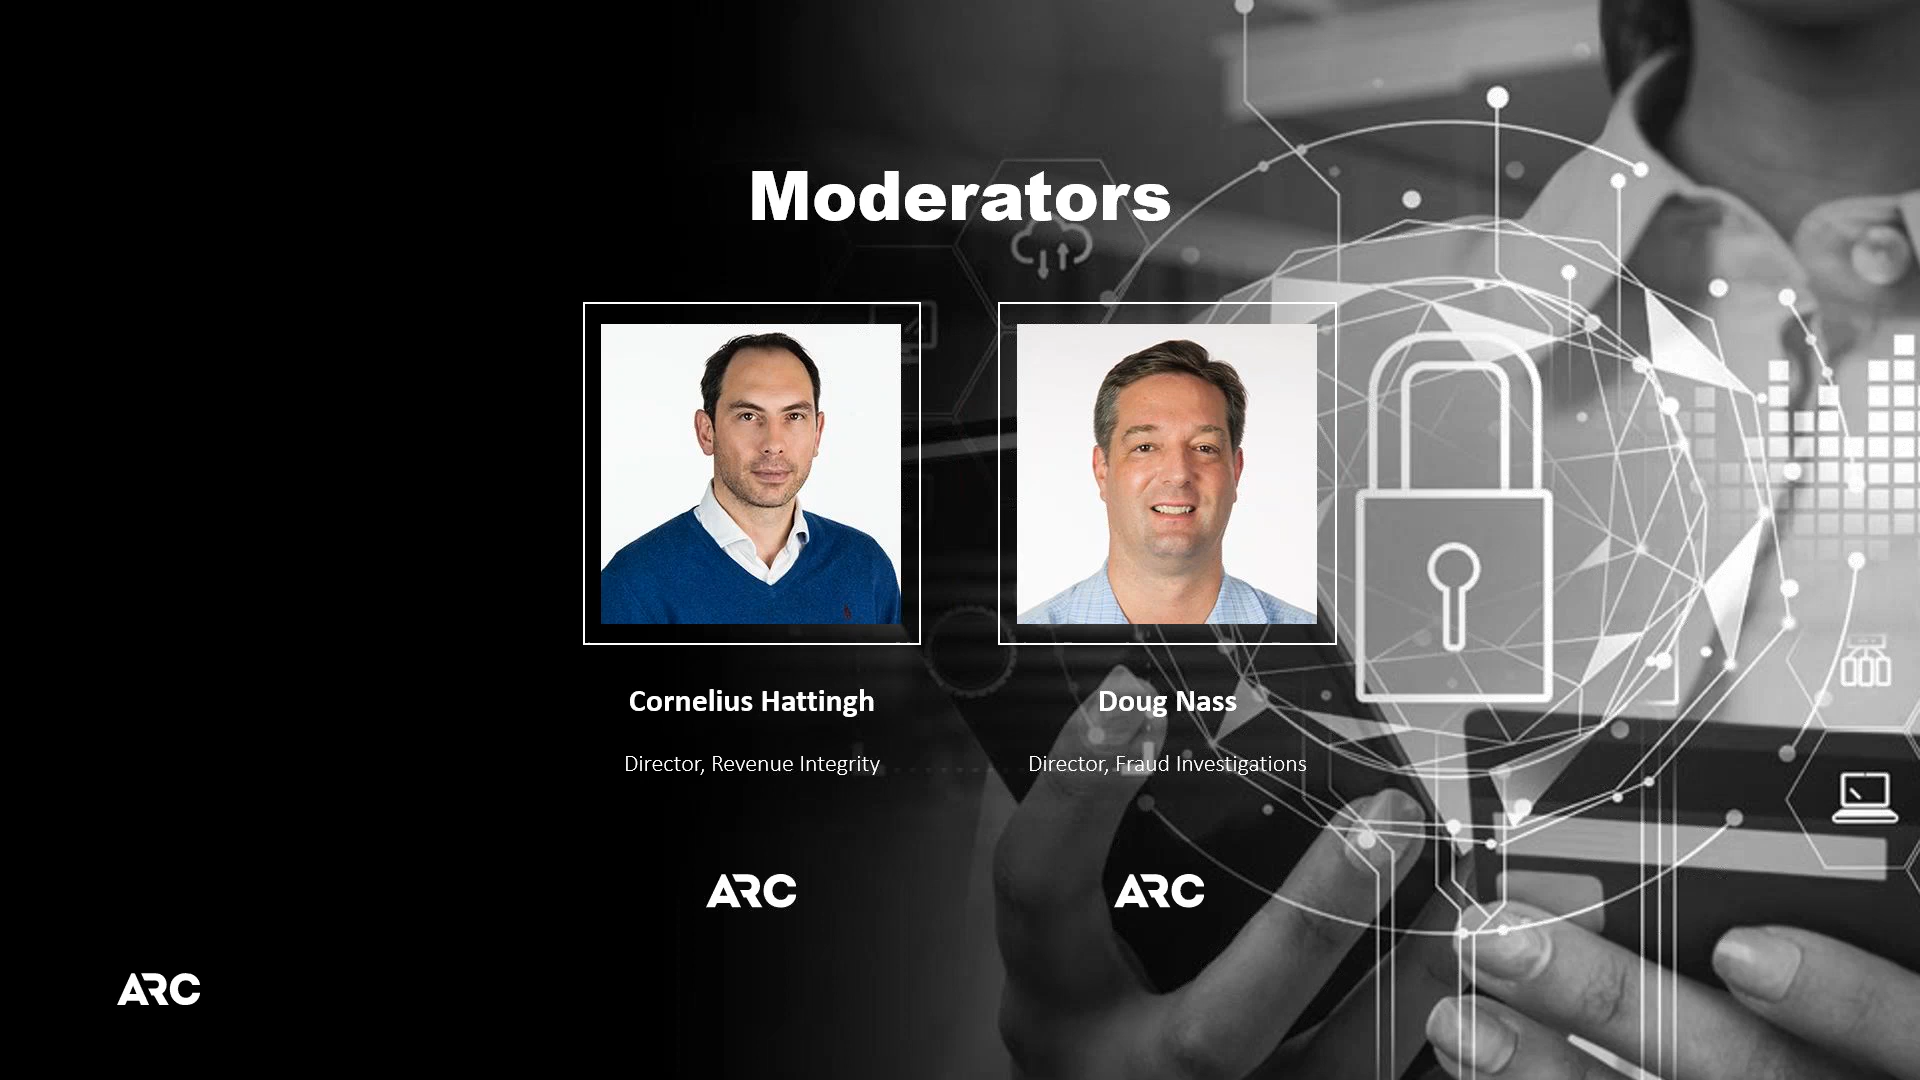 Moderators
Cornelius Hattingh
Doug Nass
Director, Revenue Integrity
Director, Fraud Investigations
ARC
ARC
ARC